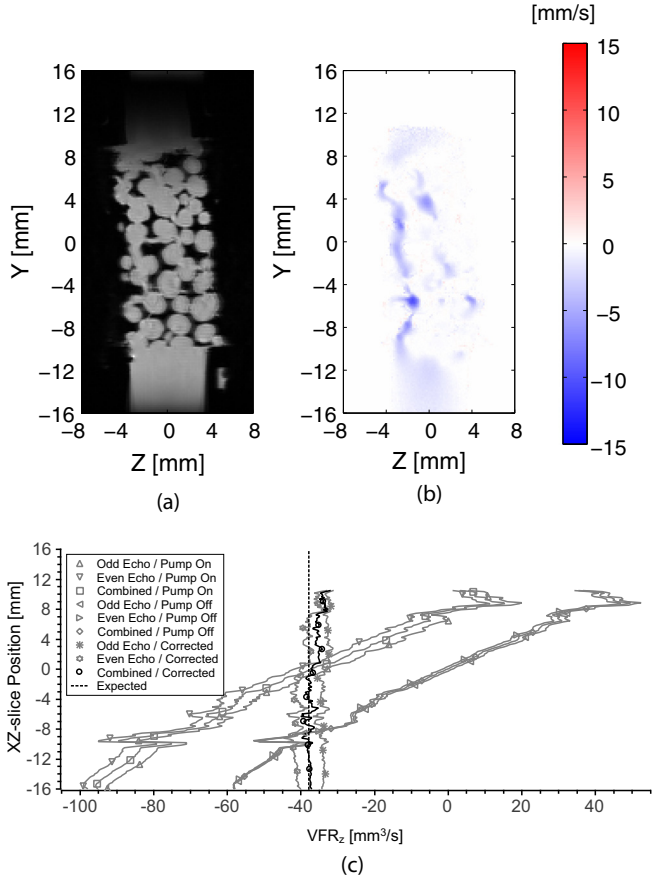 [mm/s]
16
12
8
4
0
−4
−8
−12
−16
Y [mm]
−8
−4
0
4
8
Z [mm]
(a)
16
12
8
4
0
−4
−8
−12
−16
Y [mm]
−8
−4
0
4
8
Z [mm]
(b)
15
10
5
0
−5
−10
−15
16
12
8
4
0
-4
-8
-12
-16
XZ-slice Position [mm]
Odd Echo / Pump On
Even Echo / Pump On
Combined / Pump On
Odd Echo / Pump Off
Even Echo / Pump Off
Combined / Pump Off
Odd Echo / Corrected
Even Echo / Corrected
Combined / Corrected
Expected
-100
-80
-60
-40
-20
0
20
40
VFRz [mm³/s]
(c)